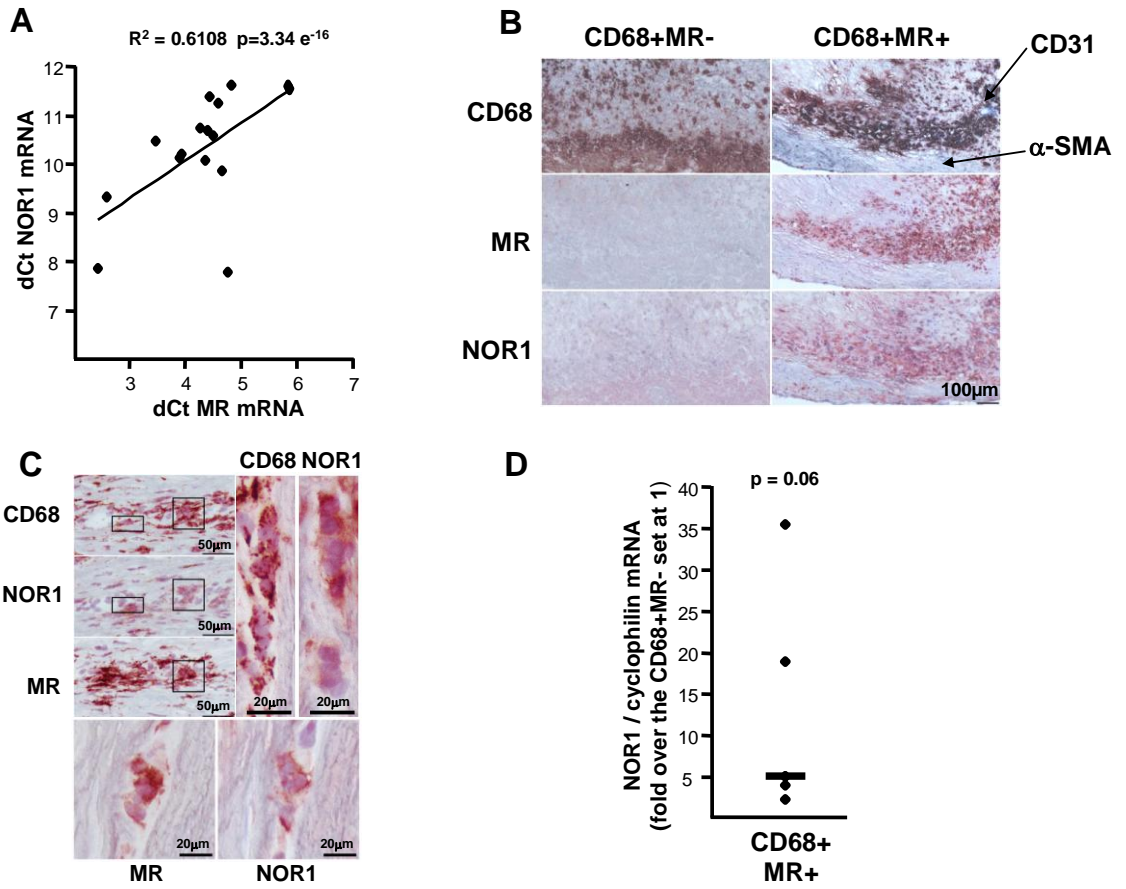 A
R² = 0.6108 p=3.34 e⁻¹⁶
12
11
10
9
8
7
dCt NOR1 mRNA
3 4 5 6 7
dCt MR mRNA
B
CD68+MR- CD68+MR+
CD31
CD68
α-SMA
MR
NOR1
100µm
C
CD68 NOR1
CD68
50µm
NOR1
50µm
MR
50µm
20µm 20µm
20µm 20µm
MR NOR1
D
p = 0.06
40
35
30
25
20
15
10
5
NOR1 / cyclophilin mRNA
(fold over the CD68+MR- set at 1)
CD68+
MR+